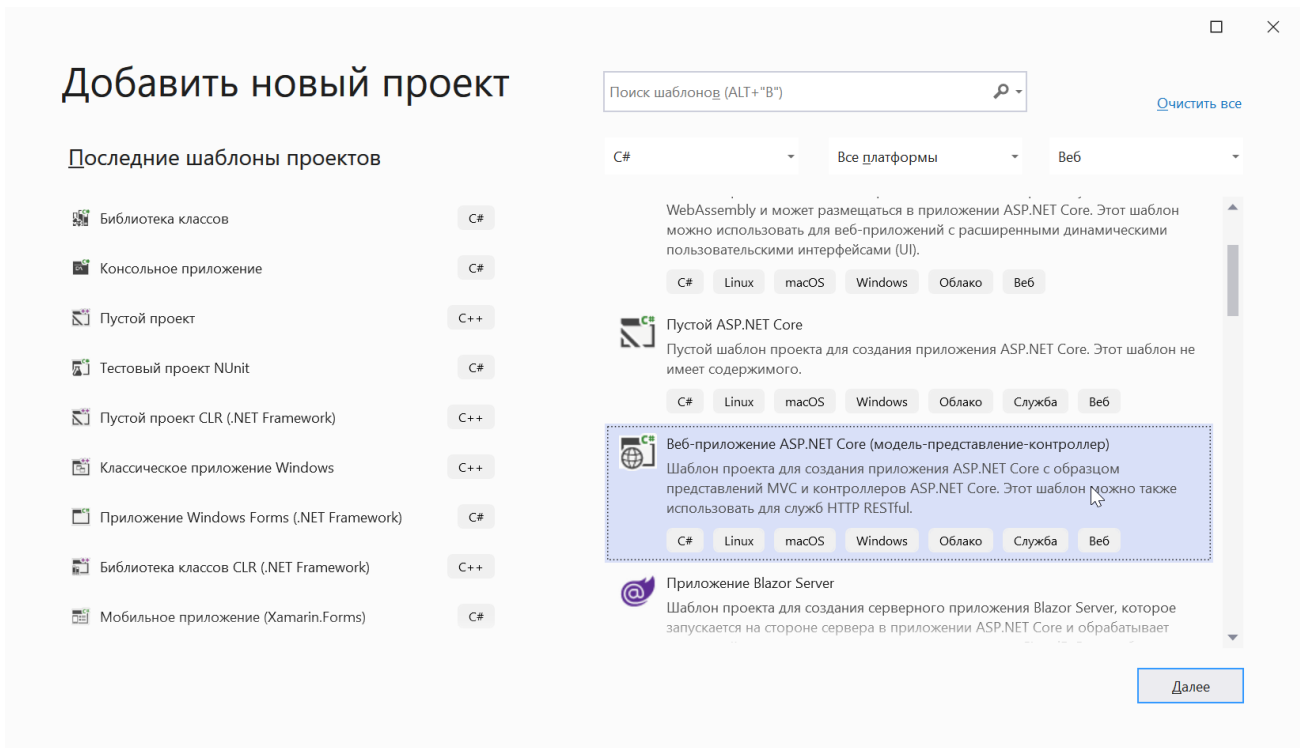 Добавить новый проект
Поиск шаблонов (ALT+"В")
Очистить все
Последние шаблоны проектов
C#
Все платформы
Веб
Библиотека классов C#
Консольное приложение C#
Пустой проект C++
Тестовый проект NUnit C#
Пустой проект CLR (.NET Framework) C++
Классическое приложение Windows C++
Приложение Windows Forms (.NET Framework) C#
Библиотека классов CLR (.NET Framework) C++
Мобильное приложение (Xamarin.Forms) C#
WebAssembly и может размещаться в приложении ASP.NET Core. Этот шаблон
можно использовать для веб-приложений с расширенными динамическими
пользовательскими интерфейсами (UI).
C# Linux macOS Windows Облако Веб
Пустой ASP.NET Core
Пустой шаблон проекта для создания приложения ASP.NET Core. Этот шаблон не
имеет содержимого.
C# Linux macOS Windows Облако Служба Веб
Веб-приложение ASP.NET Core (модель-представление-контроллер)
Шаблон проекта для создания приложения ASP.NET Core с образцом
представлений MVC и контроллеров ASP.NET Core. Этот шаблон можно также
использовать для служб HTTP RESTful.
C# Linux macOS Windows Облако Служба Веб
Приложение Blazor Server
Шаблон проекта для создания серверного приложения Blazor Server, которое
запускается на стороне сервера в приложении ASP.NET Core и обрабатывает
Далее